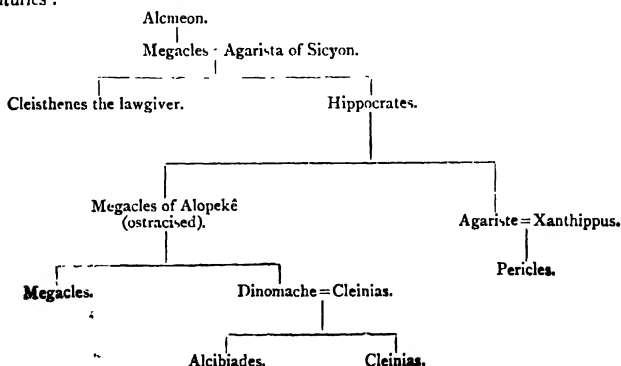 Alcmeon.
Megacles - Agarista of Sicyon.
Cleisthenes the lawgiver.
Hippocrates.
Megacles of Alopekê
(ostracised).
Agariste=Xanthippus.
Pericles.
Megacles.
Dinomache=Cleinias.
Alcibiades.
Cleinias.